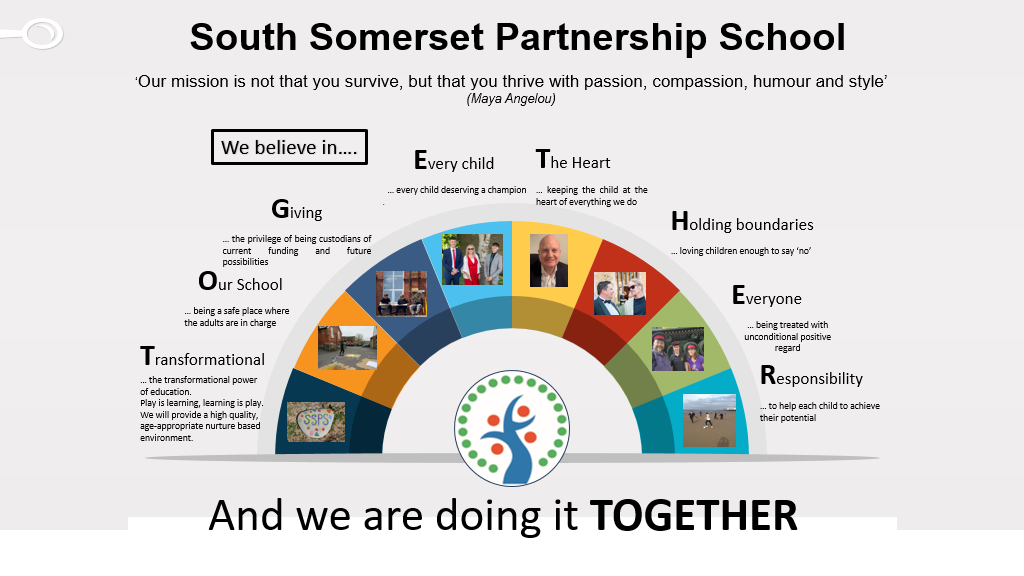 South Somerset Partnership School
‘Our mission is not that you survive, but that you thrive with passion, compassion, humour and style’
(Maya Angelou)
We believe in….
Transformational
… the transformational power
of education.
Play is learning, learning is play.
We will provide a high quality,
age-appropriate nurture based
environment.
Our School
… being a safe place where
the adults are in charge
Giving
… the privilege of being custodians of
current funding and future
possibilities
Every child
… every child deserving a champion
.
The Heart
… keeping the child at the
heart of everything we do
Holding boundaries
… loving children enough to say ‘no’
Everyone
… being treated with
unconditional positive
regard
Responsibility
… to help each child to achieve
their potential
SSPS
And we are doing it TOGETHER